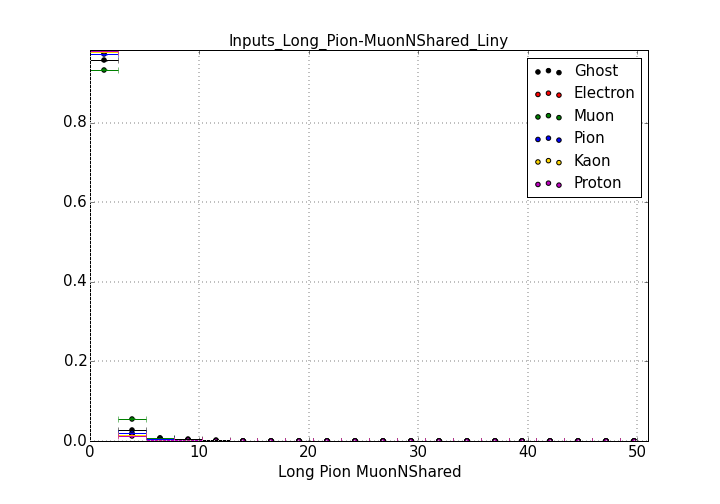 Inputs_Long_Pion-MuonNShared_Liny
Ghost
Electron
Muon
Pion
Kaon
Proton
0.8
0.6
0.4
0.2
0.0
0 10 20 30 40 50
Long Pion MuonNShared